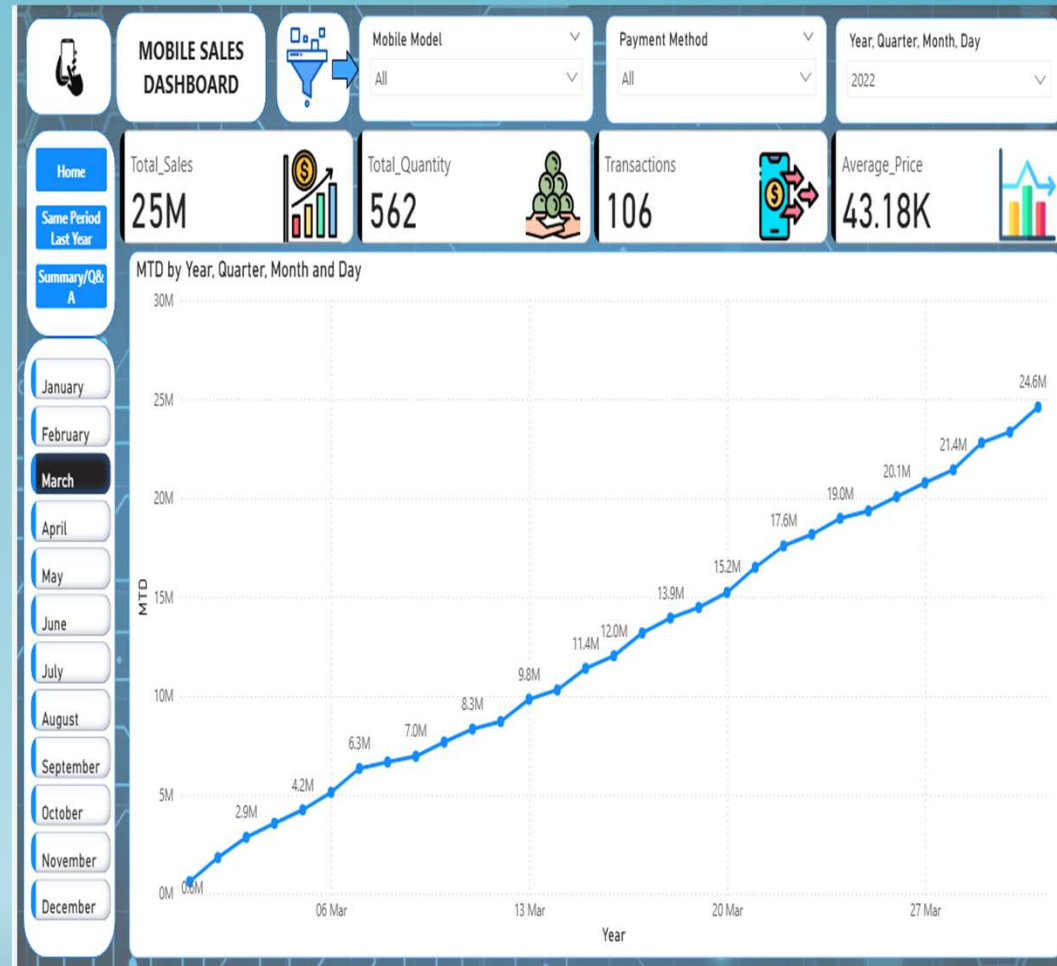 MOBILE SALES
DASHBOARD
Mobile Model
All
Payment Method
All
Year, Quarter, Month, Day
2022
Home
Same Period
Last Year
Summary/Q&
A
Total_Sales
25M
Total_Quantity
562
Transactions
106
Average_Price
43.18K
January
February
March
April
May
June
July
August
September
October
November
December
MTD by Year, Quarter, Month and Day
30M
25M
20M
15M
10M
5M
0M
MTD
0.6M
2.9M
4.2M
6.3M
7.0M
8.3M
9.8M
11.4M
12.0M
13.9M
15.2M
17.6M
19.0M
20.1M
21.4M
24.6M
06 Mar
13 Mar
20 Mar
27 Mar
Year